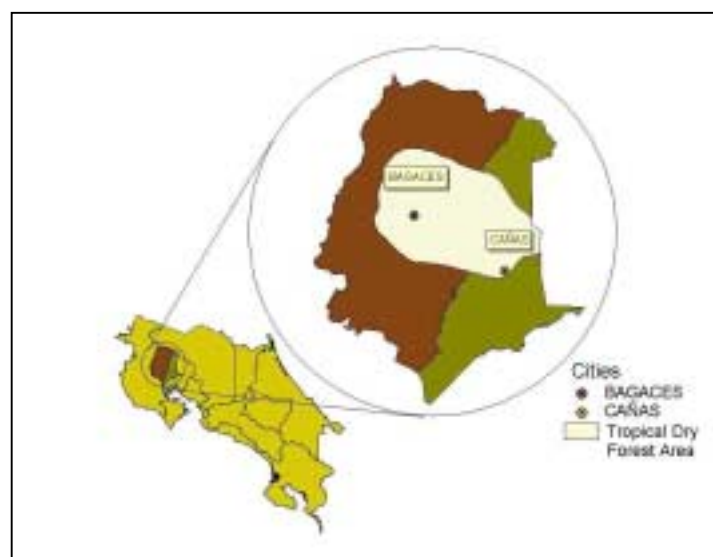 BAGACES
CAÑAS
Cities
BAGACES
CAÑAS
Tropical Dry
Forest Area